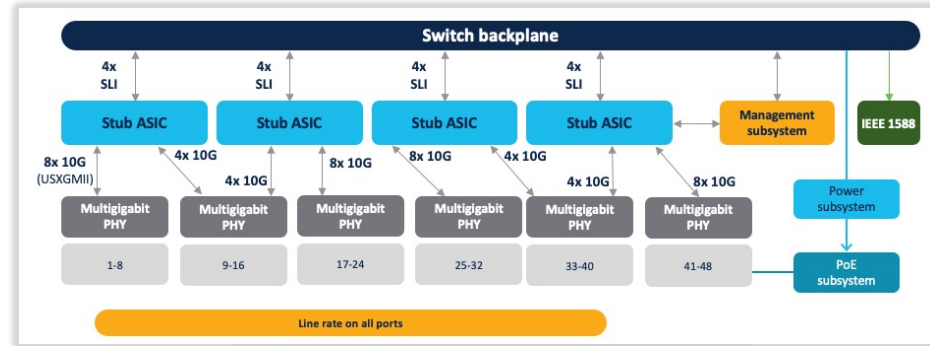 Switch backplane
4x
SLI
4x
SLI
4x
SLI
4x
SLI
Stub ASIC
Stub ASIC
Stub ASIC
Stub ASIC
Management
subsystem
IEEE 1588
8x 10G
(USXGMII)
4x 10G
4x 10G
8x 10G
8x 10G
4x 10G
4x 10G
8x 10G
Multigigabit
PHY
Multigigabit
PHY
Multigigabit
PHY
Multigigabit
PHY
Multigigabit
PHY
Multigigabit
PHY
Power
subsystem
1-8
9-16
17-24
25-32
33-40
41-48
PoE
subsystem
Line rate on all ports